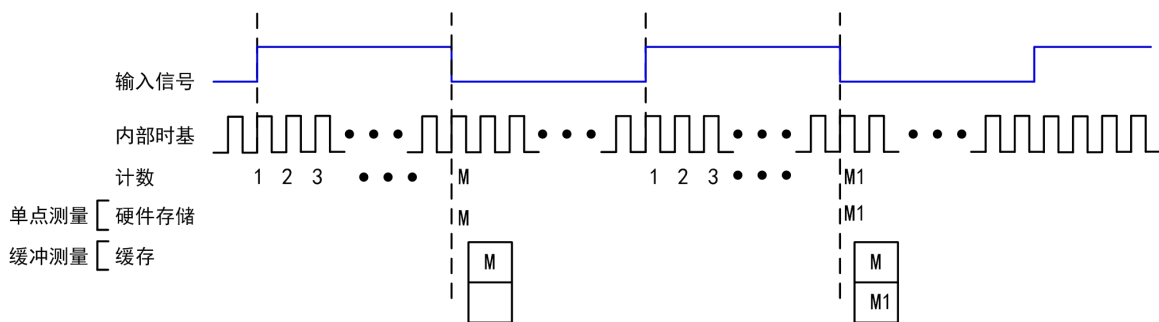 输入信号
内部时基
计数 1 2 3 ••• M 1 2 3 ••• M1
单点测量 [ 硬件存储 M M1
缓冲测量 [ 缓存
M M
M1